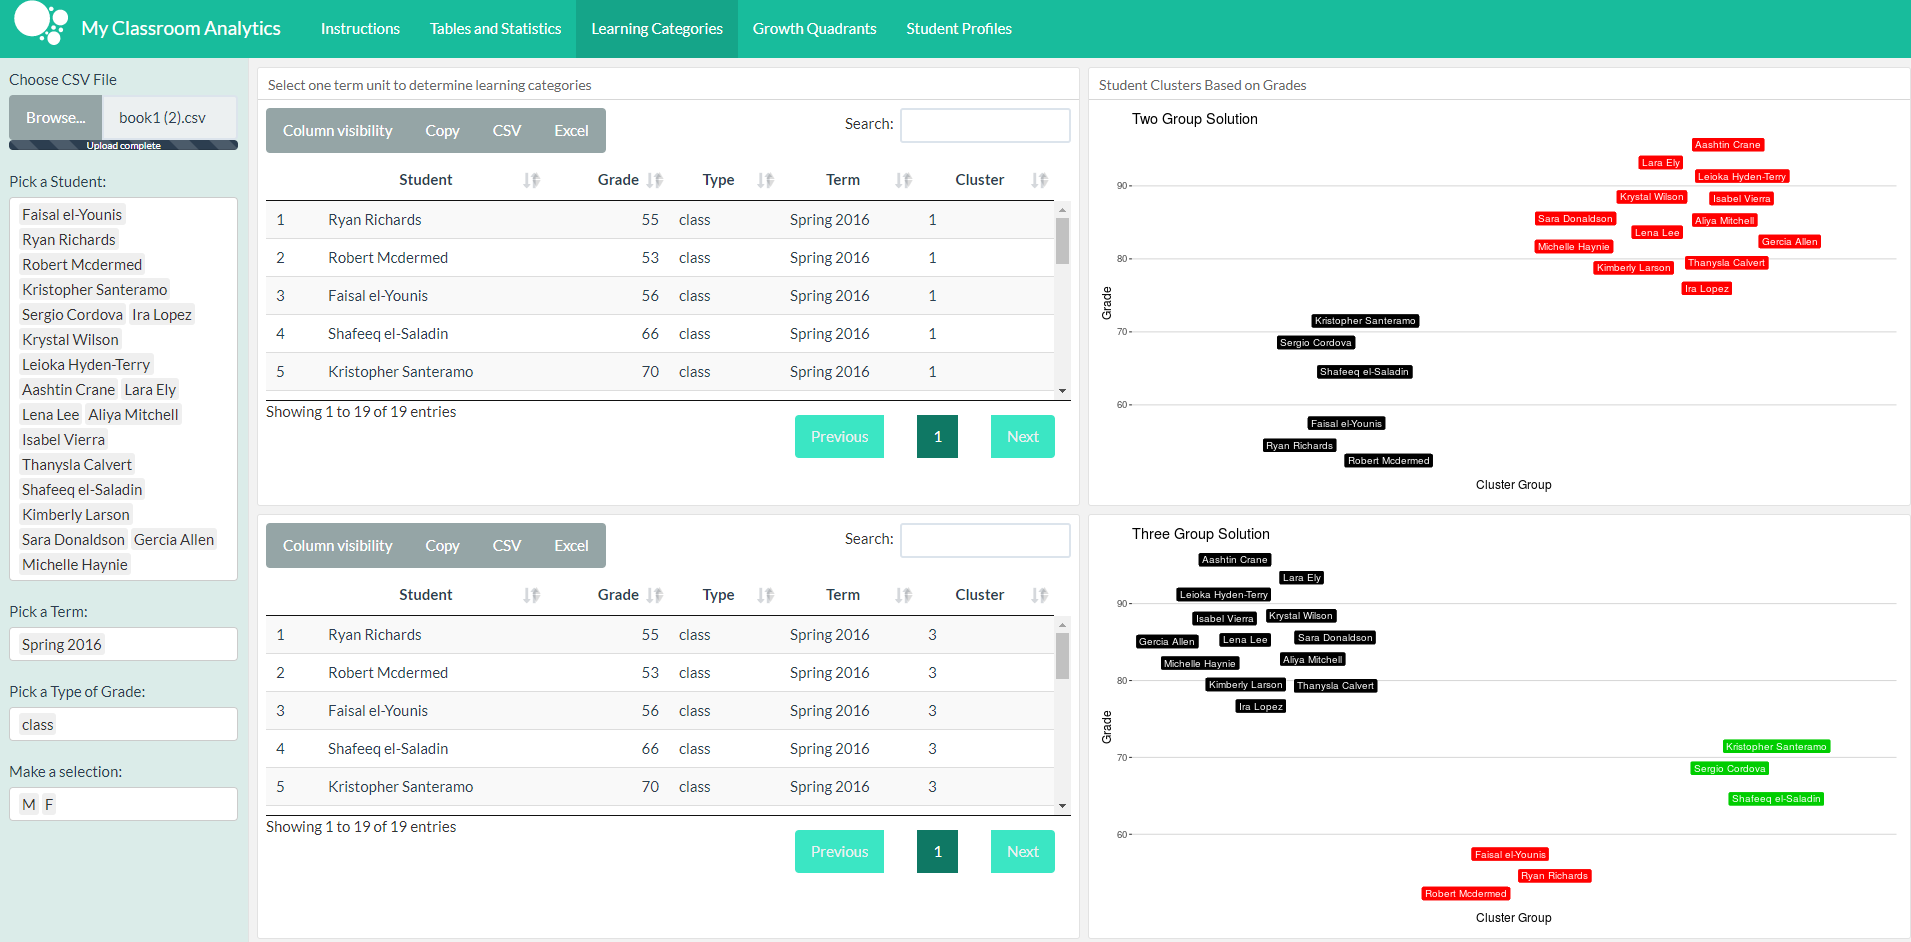 My Classroom Analytics
Instructions
Tables and Statistics
Learning Categories
Growth Quadrants
Student Profiles
Choose CSV File
Browse... book1 (2).csv
Upload complete
Pick a Student:
Faisal el-Younis
Ryan Richards
Robert Mcdermed
Kristopher Santeramo
Sergio Cordova Ira Lopez
Krystal Wilson
Leioka Hyden-Terry
Aashtin Crane Lara Ely
Lena Lee Aliya Mitchell
Isabel Vierra
Thanysla Calvert
Shafeeq el-Saladin
Kimberly Larson
Sara Donaldson Gercia Allen
Michelle Haynie
Pick a Term:
Spring 2016
Pick a Type of Grade:
class
Make a selection:
M F
Select one term unit to determine learning categories
Column visibility Copy CSV Excel
Search:
Student Grade Type Term Cluster
1 Ryan Richards 55 class Spring 2016 1
2 Robert Mcdermed 53 class Spring 2016 1
3 Faisal el-Younis 56 class Spring 2016 1
4 Shafeeq el-Saladin 66 class Spring 2016 1
5 Kristopher Santeramo 70 class Spring 2016 1
Showing 1 to 19 of 19 entries
Previous 1 Next
Student Clusters Based on Grades
Two Group Solution
Aashtin Crane
Lara Ely
Leioka Hyden-Terry
90
Krystal Wilson
Isabel Vierra
Sara Donaldson
Aliya Mitchell
Lena Lee
Gercia Allen
Michelle Haynie
80
Thanysla Calvert
Kimberly Larson
Ira Lopez
Grade
Kristopher Santeramo
70
Sergio Cordova
Shafeeq el-Saladin
60
Faisal el-Younis
Ryan Richards
Robert Mcdermed
Cluster Group
Column visibility Copy CSV Excel
Search:
Student Grade Type Term Cluster
1 Ryan Richards 55 class Spring 2016 3
2 Robert Mcdermed 53 class Spring 2016 3
3 Faisal el-Younis 56 class Spring 2016 3
4 Shafeeq el-Saladin 66 class Spring 2016 3
5 Kristopher Santeramo 70 class Spring 2016 3
Showing 1 to 19 of 19 entries
Previous 1 Next
Three Group Solution
Aashtin Crane
Lara Ely
Leioka Hyden-Terry
90
Krystal Wilson
Isabel Vierra
Sara Donaldson
Lena Lee
Gercia Allen
Aliya Mitchell
Michelle Haynie
80
Kimberly Larson
Thanysla Calvert
Ira Lopez
Grade
Kristopher Santeramo
70
Sergio Cordova
Shafeeq el-Saladin
60
Faisal el-Younis
Ryan Richards
Robert Mcdermed
Cluster Group